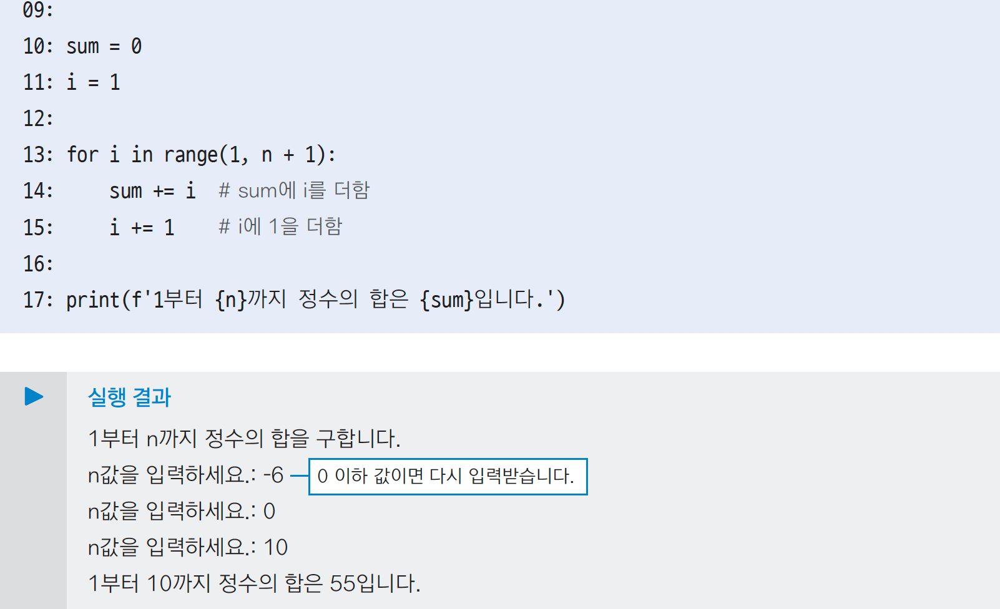 09:
10: sum = 0
11: i = 1
12:
13: for i in range(1, n + 1):
14:     sum += i  # sum에 i를 더함
15:     i += 1    # i에 1을 더함
16:
17: print(f'1부터 {n}까지 정수의 합은 {sum}입니다.')
실행 결과
1부터 n까지 정수의 합을 구합니다.
n값을 입력하세요.: -6 0 이하 값이면 다시 입력받습니다.
n값을 입력하세요.: 0
n값을 입력하세요.: 10
1부터 10까지 정수의 합은 55입니다.